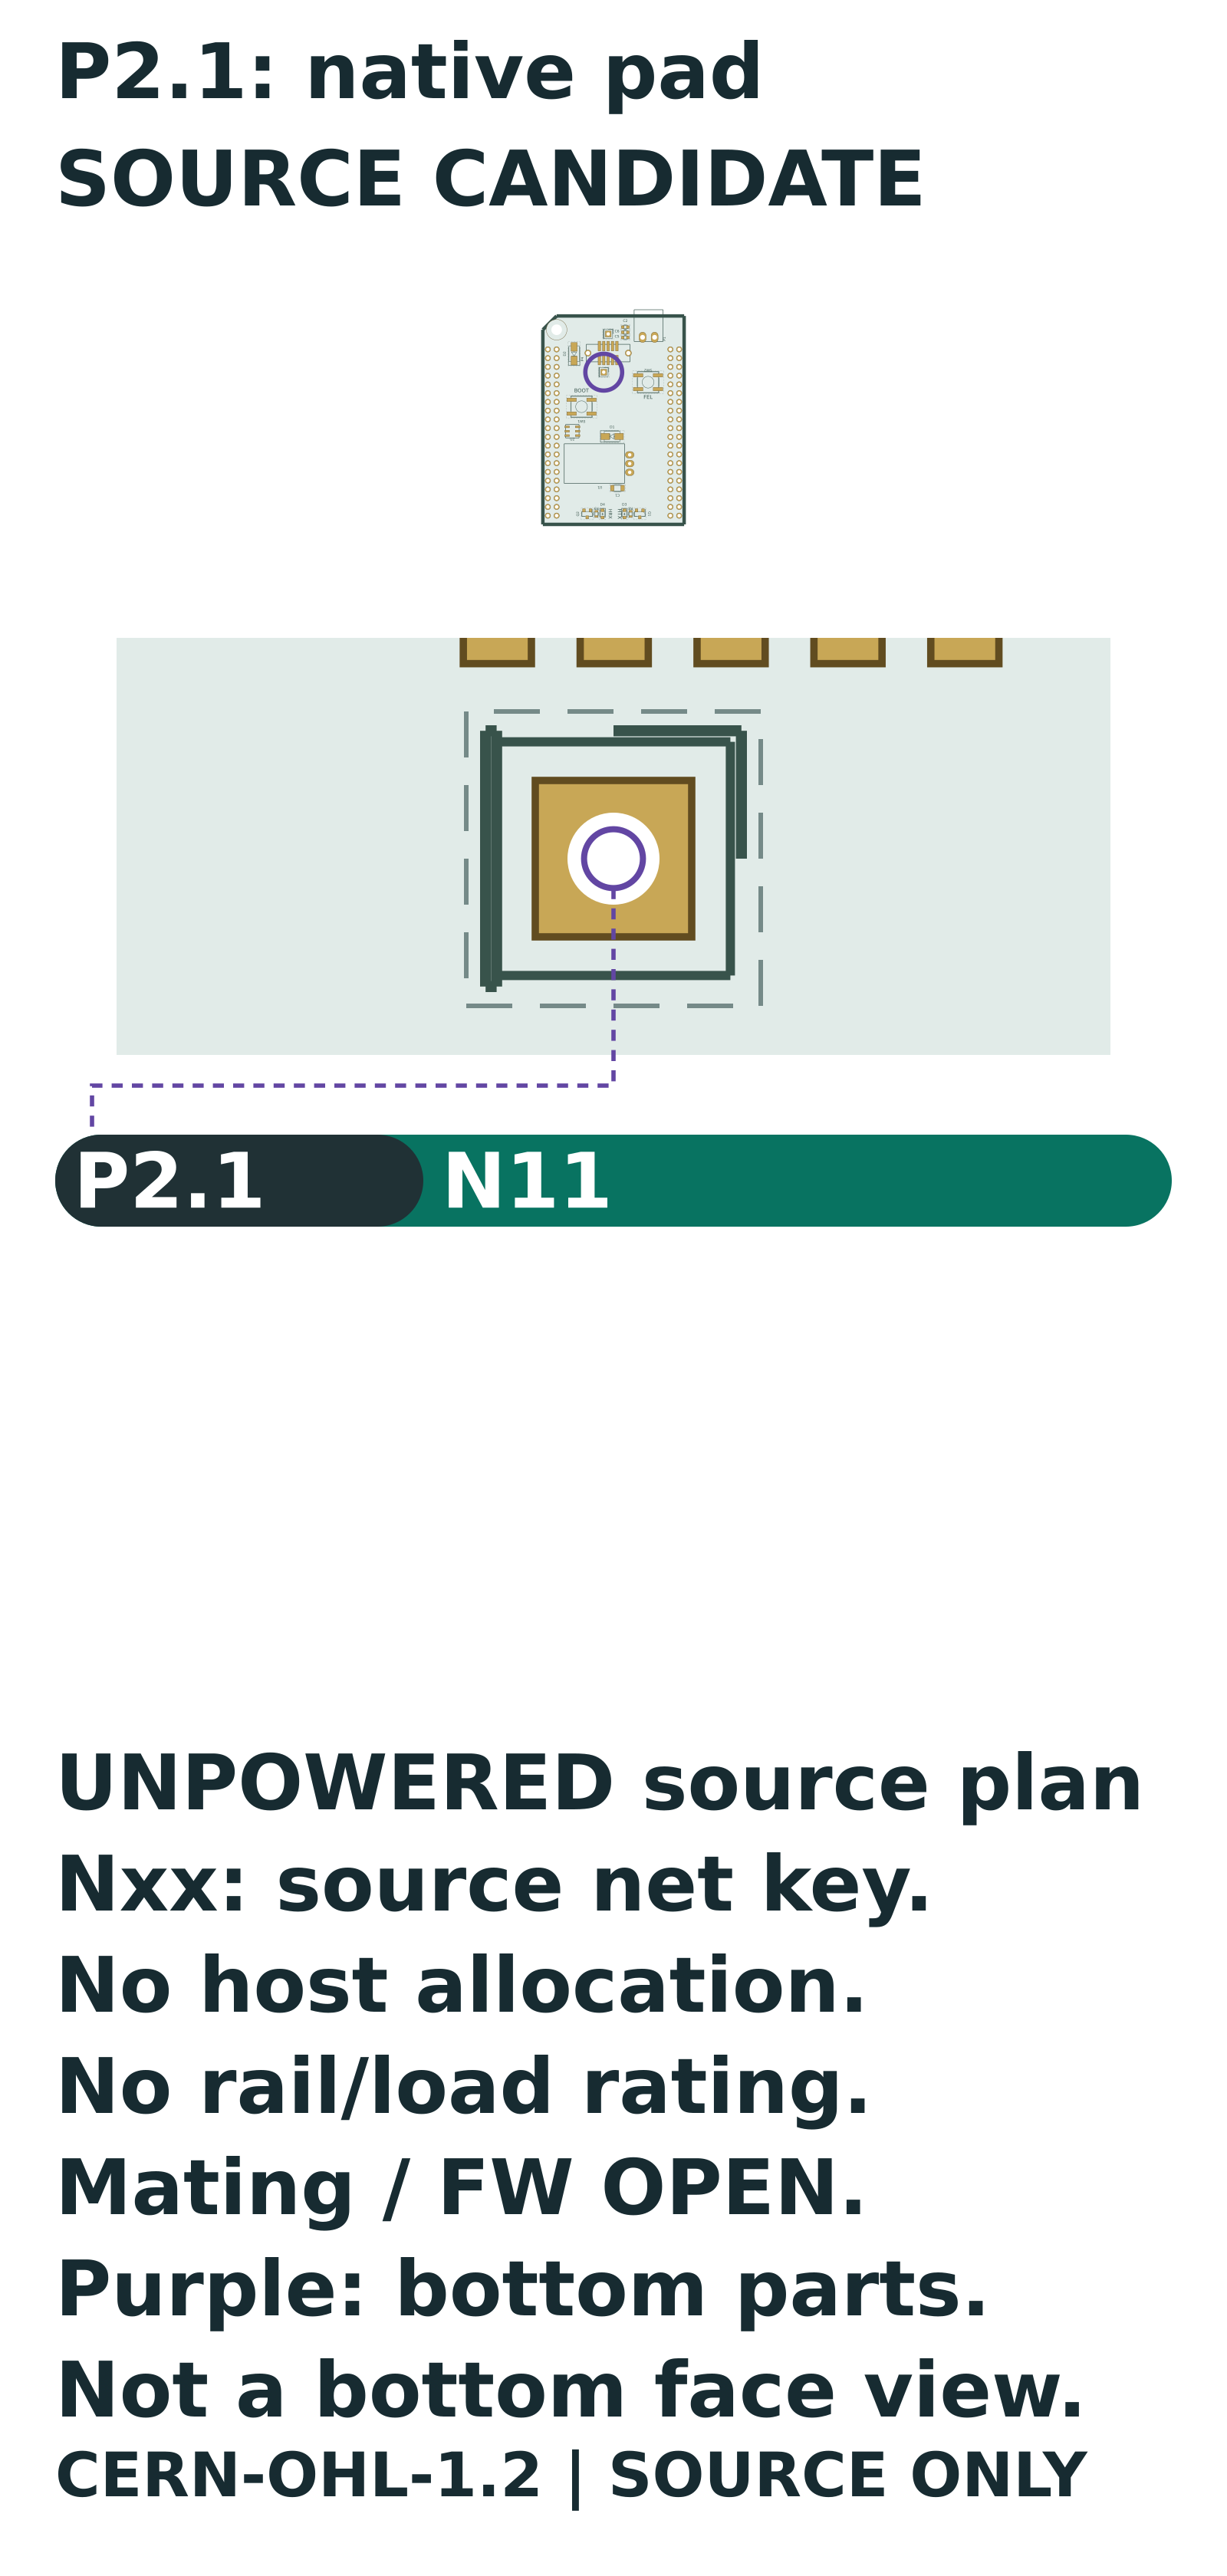 P2.1: native pad
SOURCE CANDIDATE
BOOT
FEL
P2.1 N11
UNPOWERED source plan
Nxx: source net key.
No host allocation.
No rail/load rating.
Mating / FW OPEN.
Purple: bottom parts.
Not a bottom face view.
CERN-OHL-1.2 | SOURCE ONLY